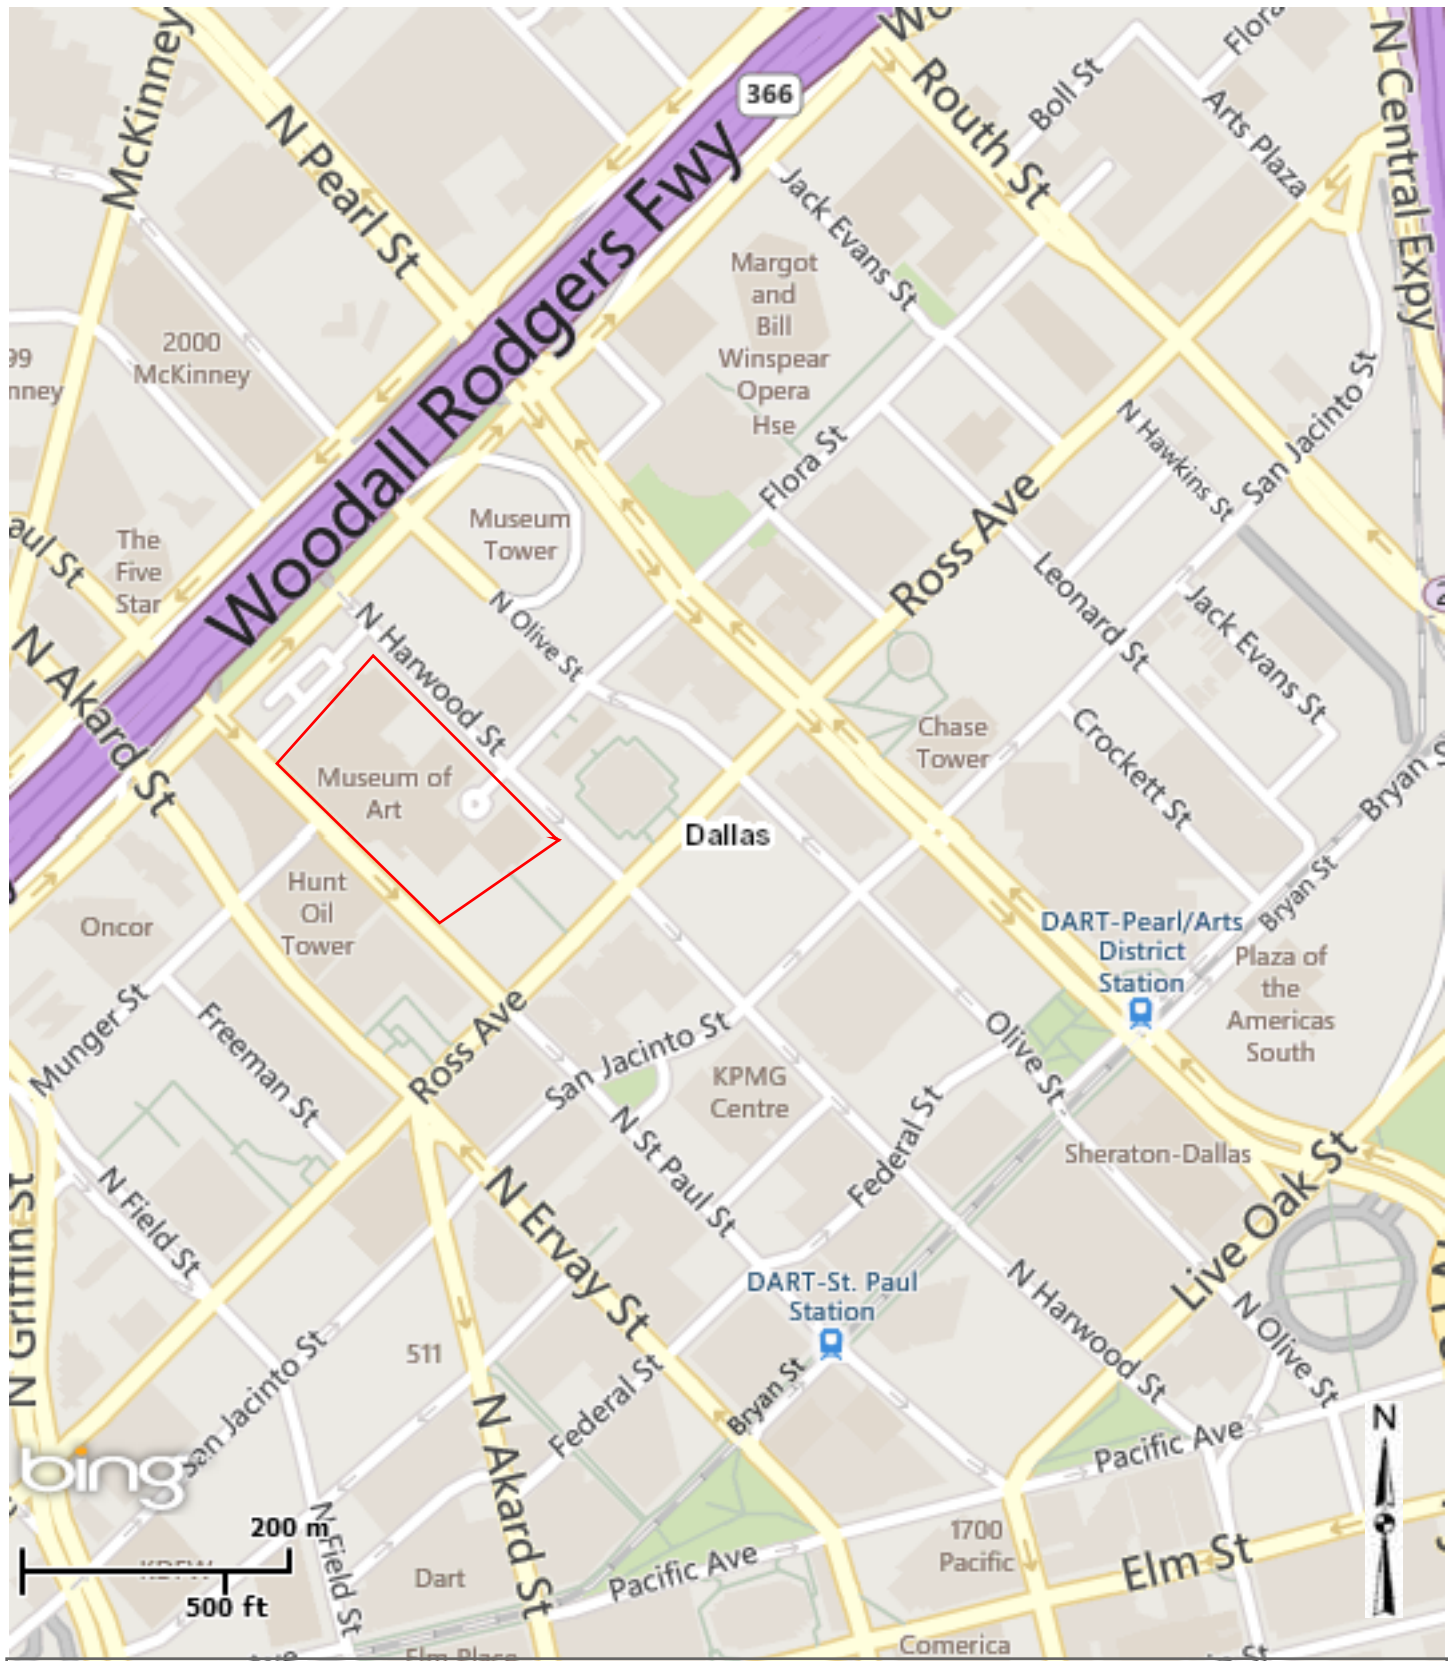 McKinney
N Pearl St
366
Wo
Routh St
Boll St
Flora
Arts Plaza
N Central Expy
Woodall Rodgers Fwy
Jack Evans St
Margot
and
Bill
Winspear
Opera
Hse
2000
McKinney
99
nney
Flora St
N Hawkins St
San Jacinto St
Museum
Tower
The
Five
Star
aul St
Ross Ave
Leonard St
Jack Evans St
N Harwood St
N Olive St
N Akard St
Museum of
Art
Chase
Tower
Crockett St
Bryan S
Dallas
Hunt
Oil
Tower
Oncor
Bryan St
DART-Pearl/Arts
District
Station
Plaza of
the
Americas
South
Munger St
Freeman St
Ross Ave
San Jacinto St
Olive St
KPMG
Centre
Federal St
N St Paul St
Sheraton-Dallas
Live Oak St
N Field St
N Griffin St
N Ervay St
DART-St. Paul
Station
N Harwood St
N Olive St
511
San Jacinto St
Federal St
Bryan St
N Akard St
Pacific Ave
N
bing
200 m
500 ft
N Field St
KDFW
Dart
Pacific Ave
1700
Pacific
Elm St
Elm Place
Comerica